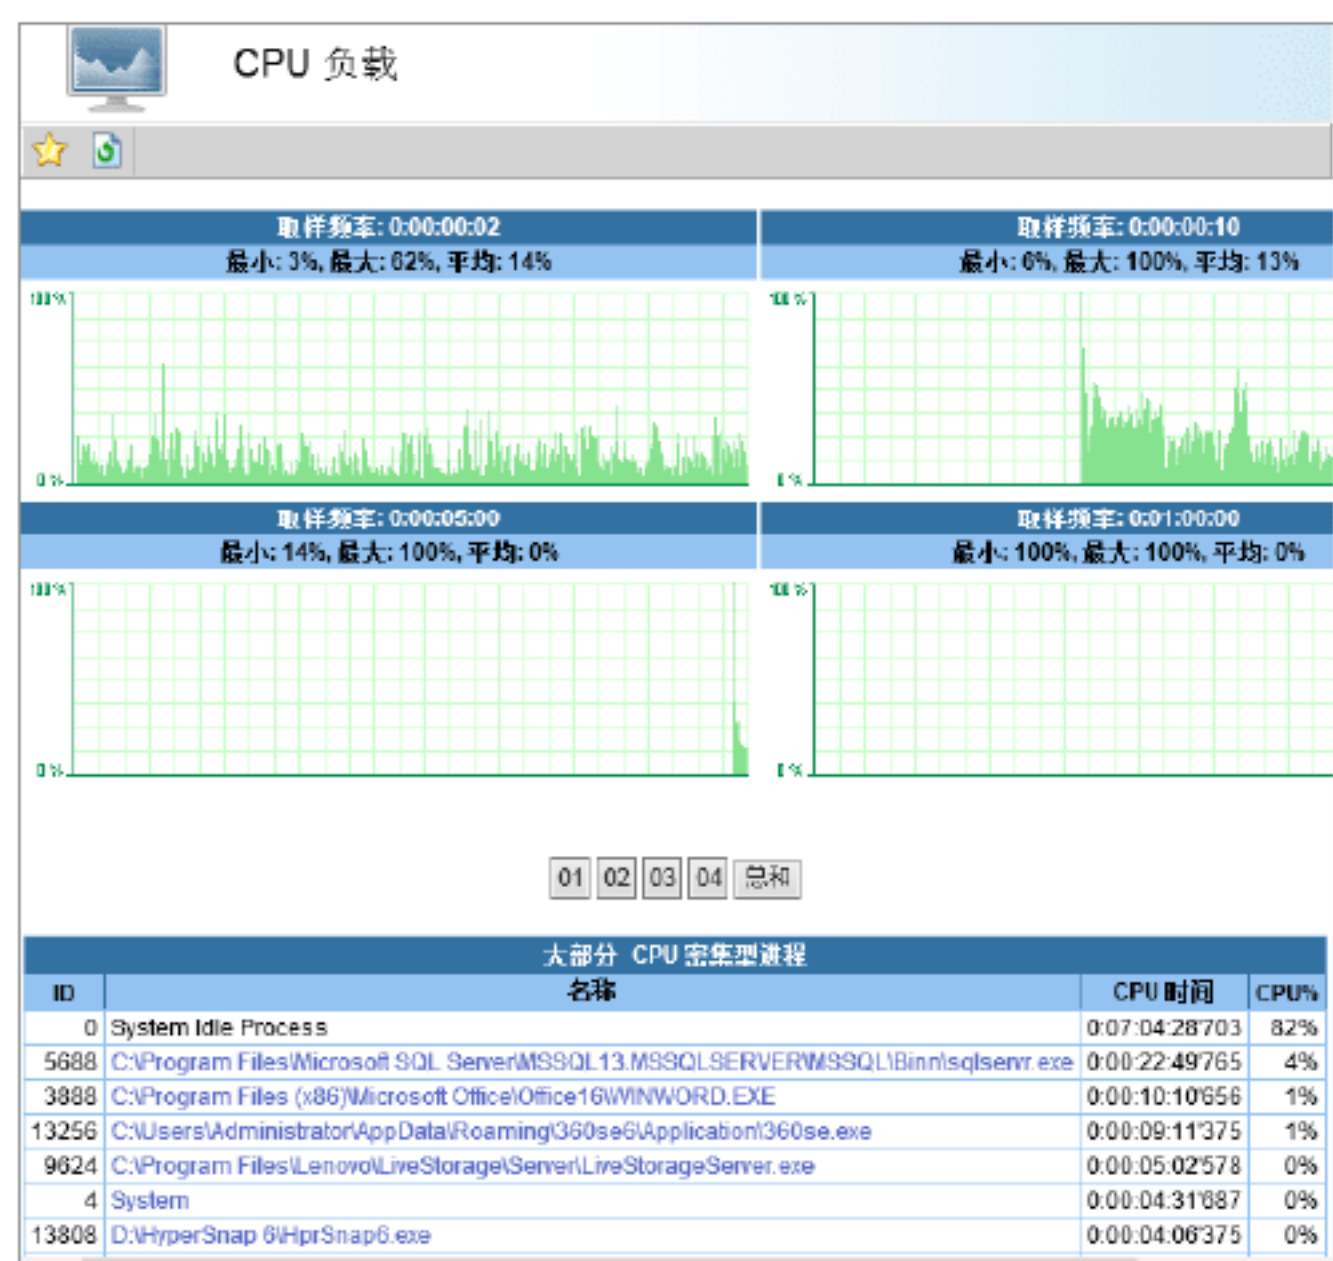 CPU 负载
取样频率: 0:00:00:02
最小: 3%, 最大: 62%, 平均: 14%
100 %
0 %
取样频率: 0:00:00:10
最小: 6%, 最大: 100%, 平均: 13%
100 %
0 %
取样频率: 0:00:05:00
最小: 14%, 最大: 100%, 平均: 0%
100 %
0 %
取样频率: 0:01:00:00
最小: 100%, 最大: 100%, 平均: 0%
100 %
0 %
01 02 03 04 总和
大部分 CPU 密集型进程
ID 名称 CPU 时间 CPU%
0 System Idle Process 0:07:04:28'703 82%
5688 C:\Program Files\Microsoft SQL Server\MSSQL13.MSSQLSERVER\MSSQL\Binn\sqlservr.exe 0:00:22:49'765 4%
3888 C:\Program Files (x86)\Microsoft Office\Office16\WINWORD.EXE 0:00:10:10'656 1%
13256 C:\Users\Administrator\AppData\Roaming\360se6\Application\360se.exe 0:00:09:11'375 1%
9624 C:\Program Files\Lenovo\LiveStorage\Server\LiveStorageServer.exe 0:00:05:02'578 0%
4 System 0:00:04:31'687 0%
13808 D:\HyperSnap 6\HprSnap6.exe 0:00:04:06'375 0%